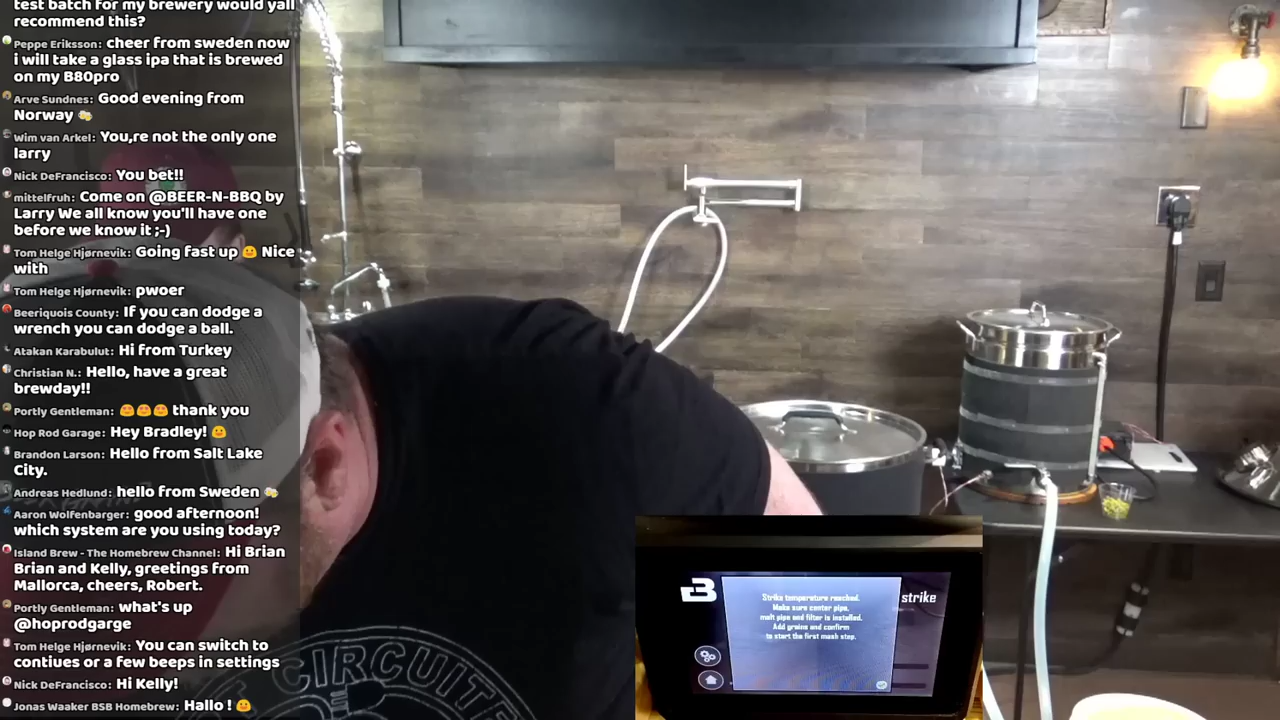 test batch for my brewery would yall
recommend this?
Peppe Eriksson: cheer from sweden now
i will take a glass ipa that is brewed
on my B80pro
Arve Sundnes: Good evening from
Norway 🍻
Wim van Arkel: You,re not the only one
larry
Nick DeFrancisco: You bet!!
mittelfruh: Come on @BEER-N-BBQ by
Larry We all know you'll have one
before we know it ;-)
Tom Helge Hjørnevik: Going fast up 🙂 Nice
with
Tom Helge Hjørnevik: pwoer
Beeriquois County: If you can dodge a
wrench you can dodge a ball.
Atakan Karabulut: Hi from Turkey
Christian N.: Hello, have a great
brewday!!
Portly Gentleman: 😊😊😊 thank you
Hop Rod Garage: Hey Bradley! 🙂
Brandon Larson: Hello from Salt Lake
City.
Andreas Hedlund: hello from Sweden 🍻
Aaron Wolfenbarger: good afternoon!
which system are you using today?
Island Brew - The Homebrew Channel: Hi Brian
Brian and Kelly, greetings from
Mallorca, cheers, Robert.
Portly Gentleman: what's up
@hoprodgarge
Tom Helge Hjørnevik: You can switch to
contiues or a few beeps in settings
Nick DeFrancisco: Hi Kelly!
Jonas Waaker BSB Homebrew: Hallo ! 🙂
CIRCUITE
B
strike
Strike temperature reached.
Make sure center pipe,
malt pipe and filter is installed.
Add grains and confirm
to start the first mash step.